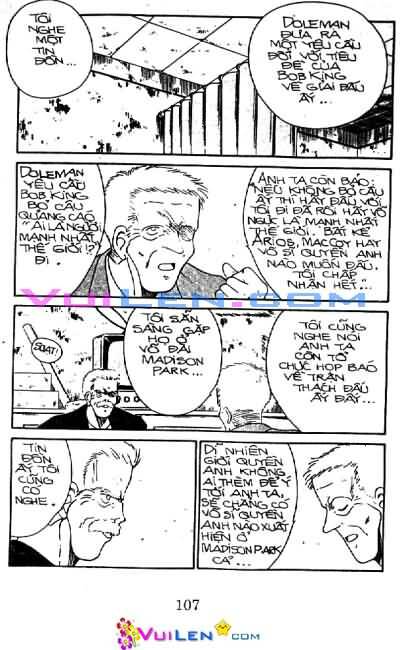 TÔI
NGHE
MỘT
TIN
ĐỒN...
DOLEMAN
ĐƯA RA
MỘT YÊU CẦU
ĐỐI VỚI TIÊU
ĐỀ CỦA
BOB KING
VỀ GIẢI ĐẤU
ẤY...
DOLEMAN
YÊU CẦU
BOB KING
BỎ CÂU
QUẢNG CÁO
"AI LÀ NGƯỜI
MẠNH NHẤT
THẾ GIỚI!?"
ĐI.
ANH TA CÒN BẢO:
NẾU KHÔNG BỎ CÂU
ẤY THÌ HÃY ĐẤU VỚI
TÔI ĐI ĐÃ RỒI HÃY VỖ
NGỰC LÀ MẠNH NHẤT
THẾ GIỚI. BẤT KỂ
ARIOS, MACCOY HAY
VÕ SĨ QUYỀN ANH
NÀO MUỐN ĐẤU,
TÔI CHẤP
NHẬN HẾT...
VuiLen.com
SOẠT!
TÔI SẴN
SÀNG GẶP
HỌ Ở
VÕ ĐÀI
MADISON
PARK...
TÔI CŨNG
NGHE NÓI
ANH TA
CÒN TỔ
CHỨC HỌP BÁO
VỀ TRẬN
THÁCH ĐẤU
ẤY ĐẤY...
TIN
ĐỒN
ẤY TÔI
CŨNG
CÓ
NGHE.
DĨ NHIÊN
GIỚI QUYỀN
ANH KHÔNG
AI THÈM ĐỂ Ý
TỚI ANH TA,
SẼ CHẲNG CÓ
VÕ SĨ QUYỀN
ANH NÀO XUẤT
HIỆN Ở
MADISON PARK
CẢ...
107
VuiLen.com